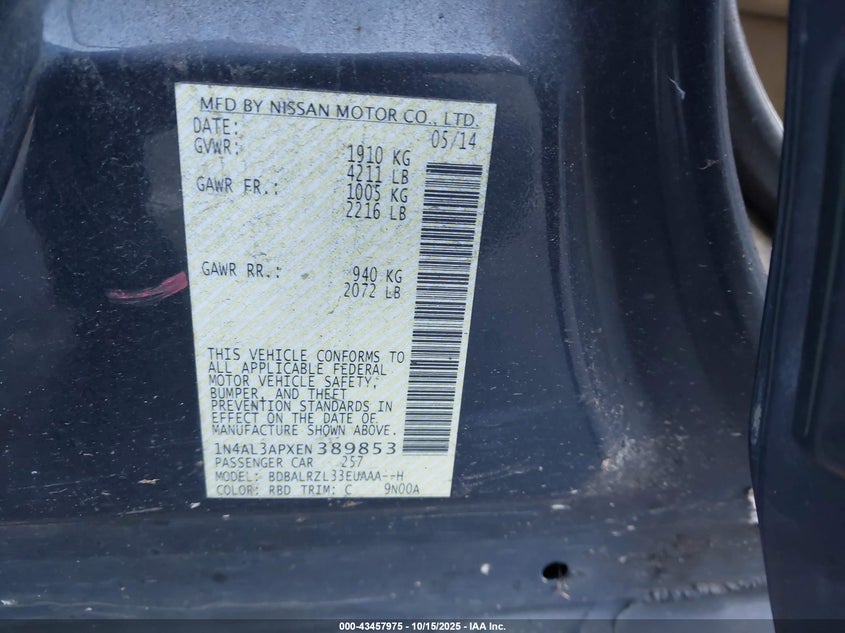 MFD BY NISSAN MOTOR CO., LTD.
DATE: 05/14
GVWR: 1910 KG
4211 LB
GAWR FR.: 1005 KG
2216 LB
GAWR RR.: 940 KG
2072 LB
THIS VEHICLE CONFORMS TO
ALL APPLICABLE FEDERAL
MOTOR VEHICLE SAFETY,
BUMPER, AND THEFT
PREVENTION STANDARDS IN
EFFECT ON THE DATE OF
MANUFACTURE SHOWN ABOVE.
1N4AL3APXEN389853
PASSENGER CAR 257
MODEL: BDBALRZL33EUAAA--H
COLOR: RBD TRIM: C 9N00A
000-43457975 - 10/15/2025 - IAA Inc.